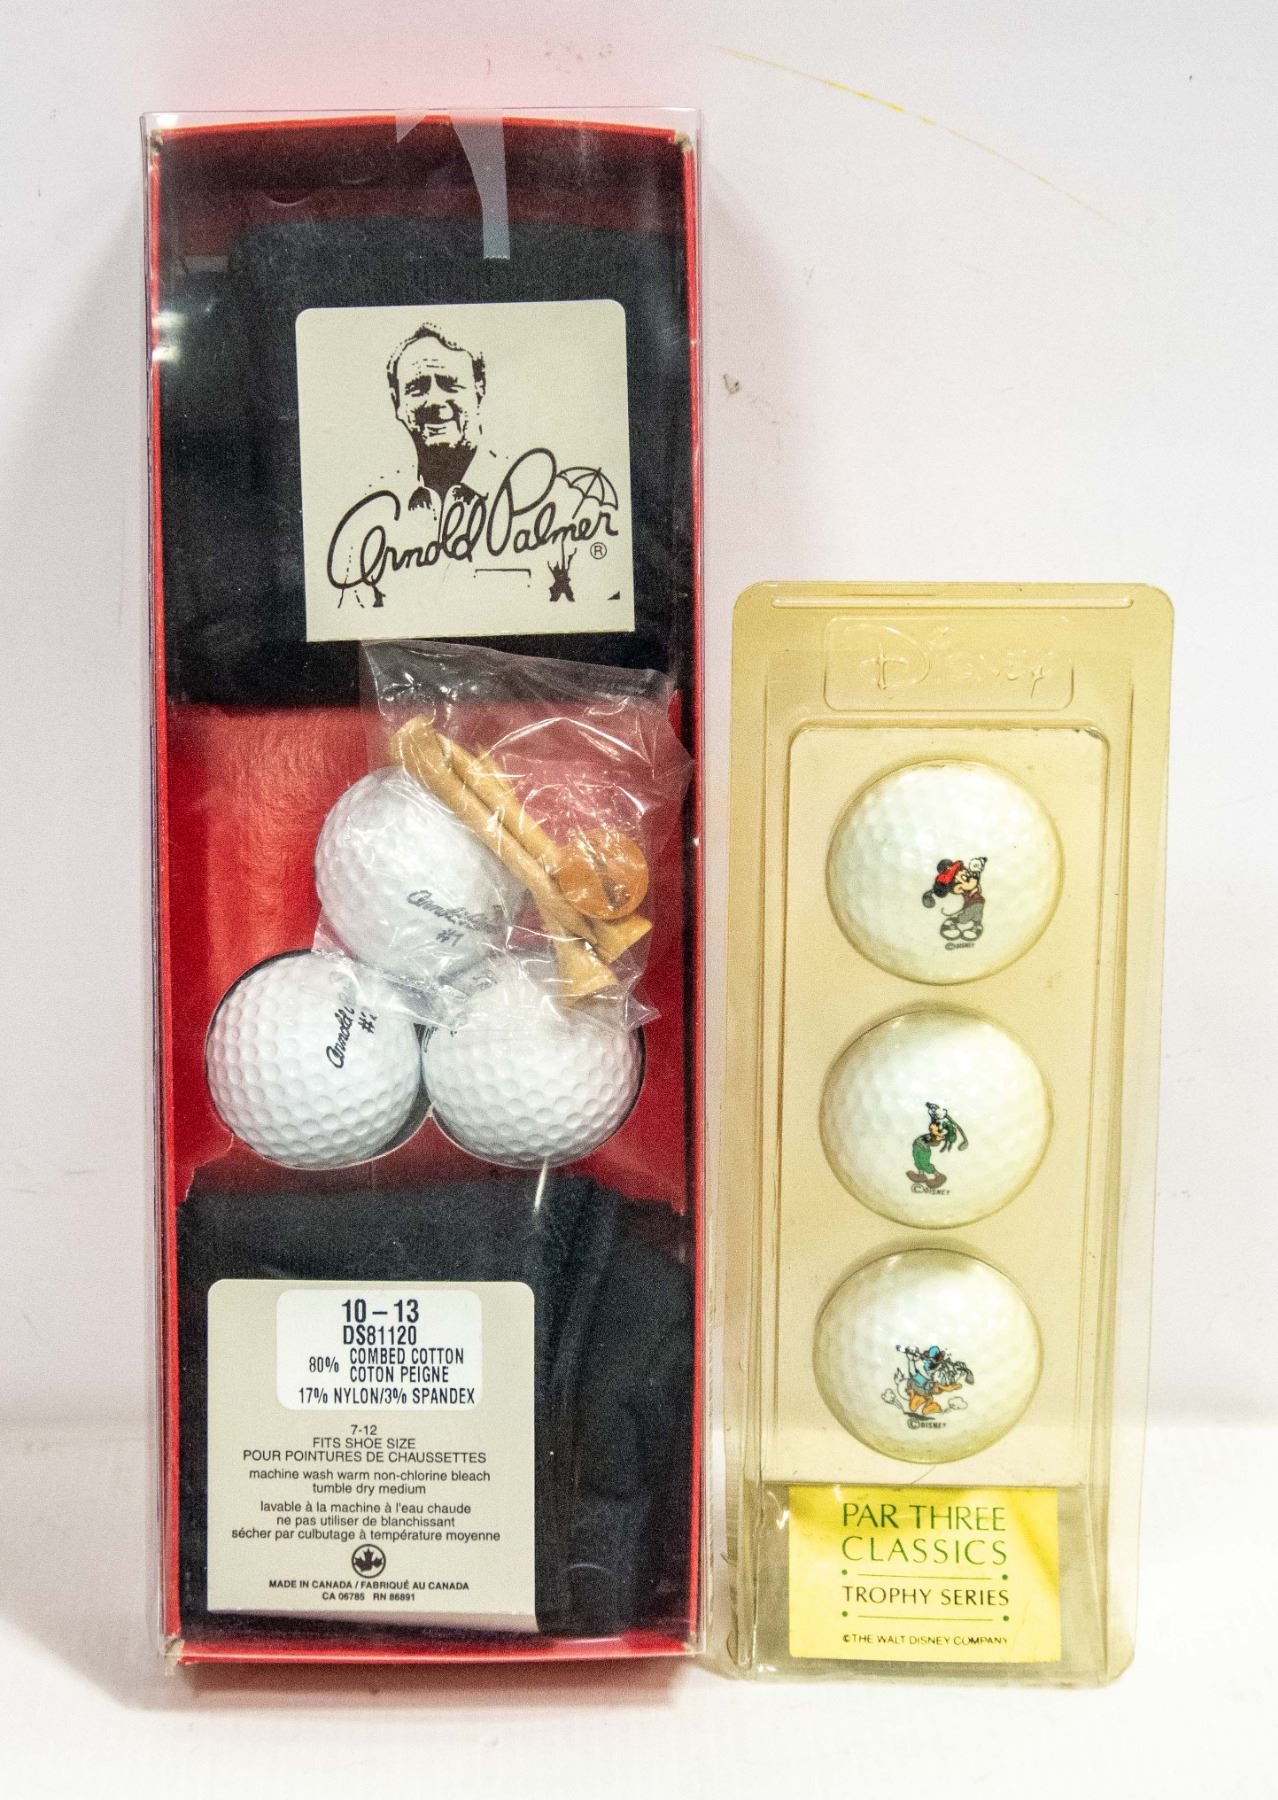 Arnold Palmer ®
Arnold
#1
Arnold
#2
10 – 13
DS81120
80% COMBED COTTON
COTON PEIGNE
17% NYLON/3% SPANDEX
7-12
FITS SHOE SIZE
POUR POINTURES DE CHAUSSETTES
machine wash warm non-chlorine bleach
tumble dry medium
lavable à la machine à l'eau chaude
ne pas utiliser de blanchissant
sécher par culbutage à température moyenne
MADE IN CANADA / FABRIQUÉ AU CANADA
CA 06785 RN 86891
Disney
©DISNEY
©DISNEY
©DISNEY
PAR THREE
CLASSICS
TROPHY SERIES
©THE WALT DISNEY COMPANY